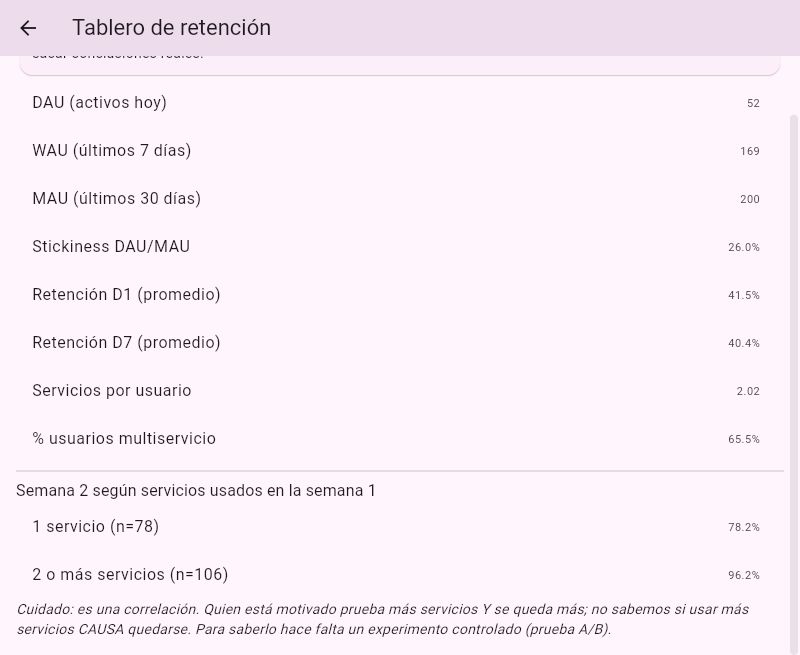 Tablero de retención
sacar conclusiones reales.
DAU (activos hoy) 52
WAU (últimos 7 días) 169
MAU (últimos 30 días) 200
Stickiness DAU/MAU 26.0%
Retención D1 (promedio) 41.5%
Retención D7 (promedio) 40.4%
Servicios por usuario 2.02
% usuarios multiservicio 65.5%
Semana 2 según servicios usados en la semana 1
1 servicio (n=78) 78.2%
2 o más servicios (n=106) 96.2%
Cuidado: es una correlación. Quien está motivado prueba más servicios Y se queda más; no sabemos si usar más
servicios CAUSA quedarse. Para saberlo hace falta un experimento controlado (prueba A/B).